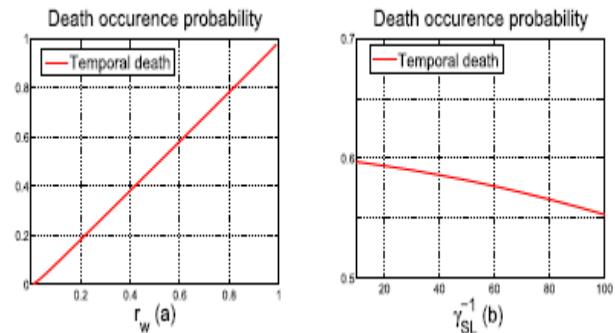 Death occurence probability
1
Temporal death
0.8
0.6
0.4
0.2
0
0.2 0.4 0.6 0.8 1
r_w (a)
Death occurence probability
0.7
Temporal death
0.6
0.5
20 40 60 80 100
γ_SL^-1 (b)